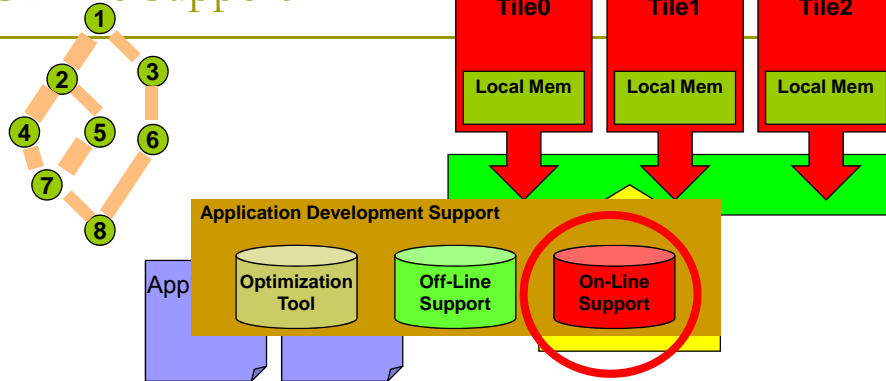 Tile0
Tile1
Tile2
1
2
3
Local Mem
Local Mem
Local Mem
4
5
6
7
8
Application Development Support
App
Optimization
Tool
Off-Line
Support
On-Line
Support